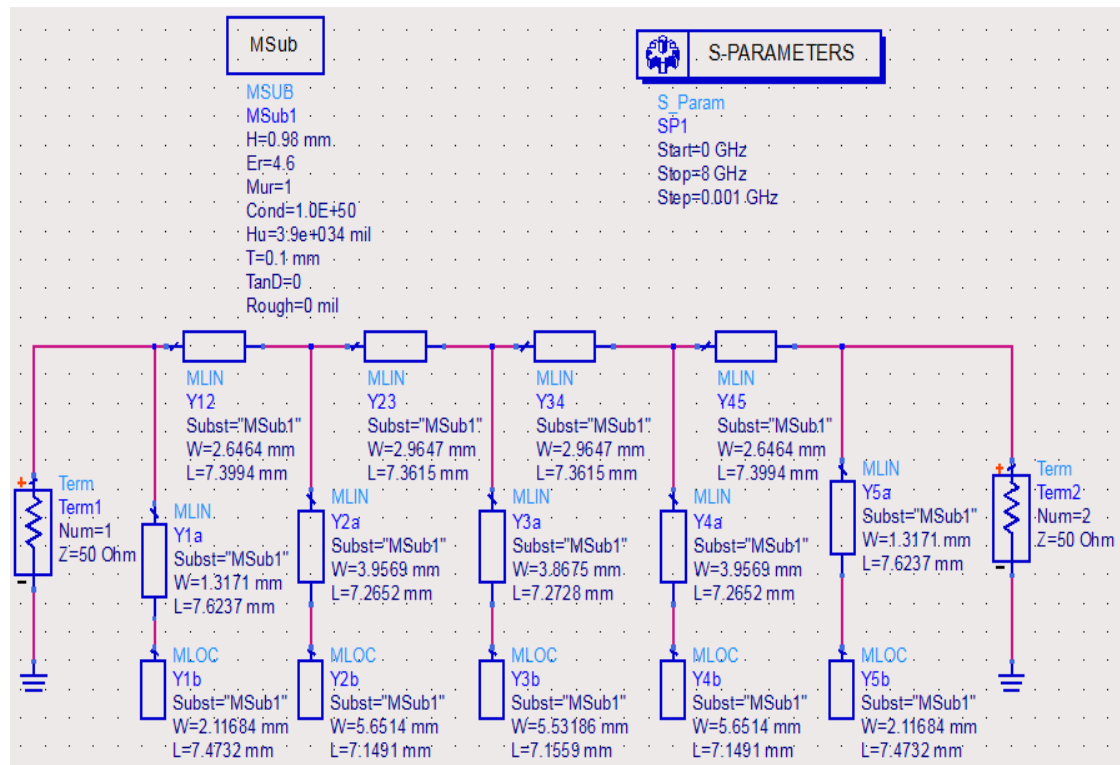 MSub
MSUB
MSub1
H=0.98 mm
Er=4.6
Mur=1
Cond=1.0E+50
Hu=3.9e+034 mil
T=0.1 mm
TanD=0
Rough=0 mil
S-PARAMETERS
S_Param
SP1
Start=0 GHz
Stop=8 GHz
Step=0.001 GHz
MLIN
Y12
Subst="MSub1"
W=2.6464 mm
L=7.3994 mm
MLIN
Y23
Subst="MSub1"
W=2.9647 mm
L=7.3615 mm
MLIN
Y34
Subst="MSub1"
W=2.9647 mm
L=7.3615 mm
MLIN
Y45
Subst="MSub1"
W=2.6464 mm
L=7.3994 mm
+
Term
Term1
Num=1
Z=50 Ohm
-
MLIN
Y1a
Subst="MSub1"
W=1.3171 mm
L=7.6237 mm
MLIN
Y2a
Subst="MSub1"
W=3.9569 mm
L=7.2652 mm
MLIN
Y3a
Subst="MSub1"
W=3.8675 mm
L=7.2728 mm
MLIN
Y4a
Subst="MSub1"
W=3.9569 mm
L=7.2652 mm
MLIN
Y5a
Subst="MSub1"
W=1.3171 mm
L=7.6237 mm
+
Term
Term2
Num=2
Z=50 Ohm
-
MLOC
Y1b
Subst="MSub1"
W=2.11684 mm
L=7.4732 mm
MLOC
Y2b
Subst="MSub1"
W=5.6514 mm
L=7.1491 mm
MLOC
Y3b
Subst="MSub1"
W=5.53186 mm
L=7.1559 mm
MLOC
Y4b
Subst="MSub1"
W=5.6514 mm
L=7.1491 mm
MLOC
Y5b
Subst="MSub1"
W=2.11684 mm
L=7.4732 mm